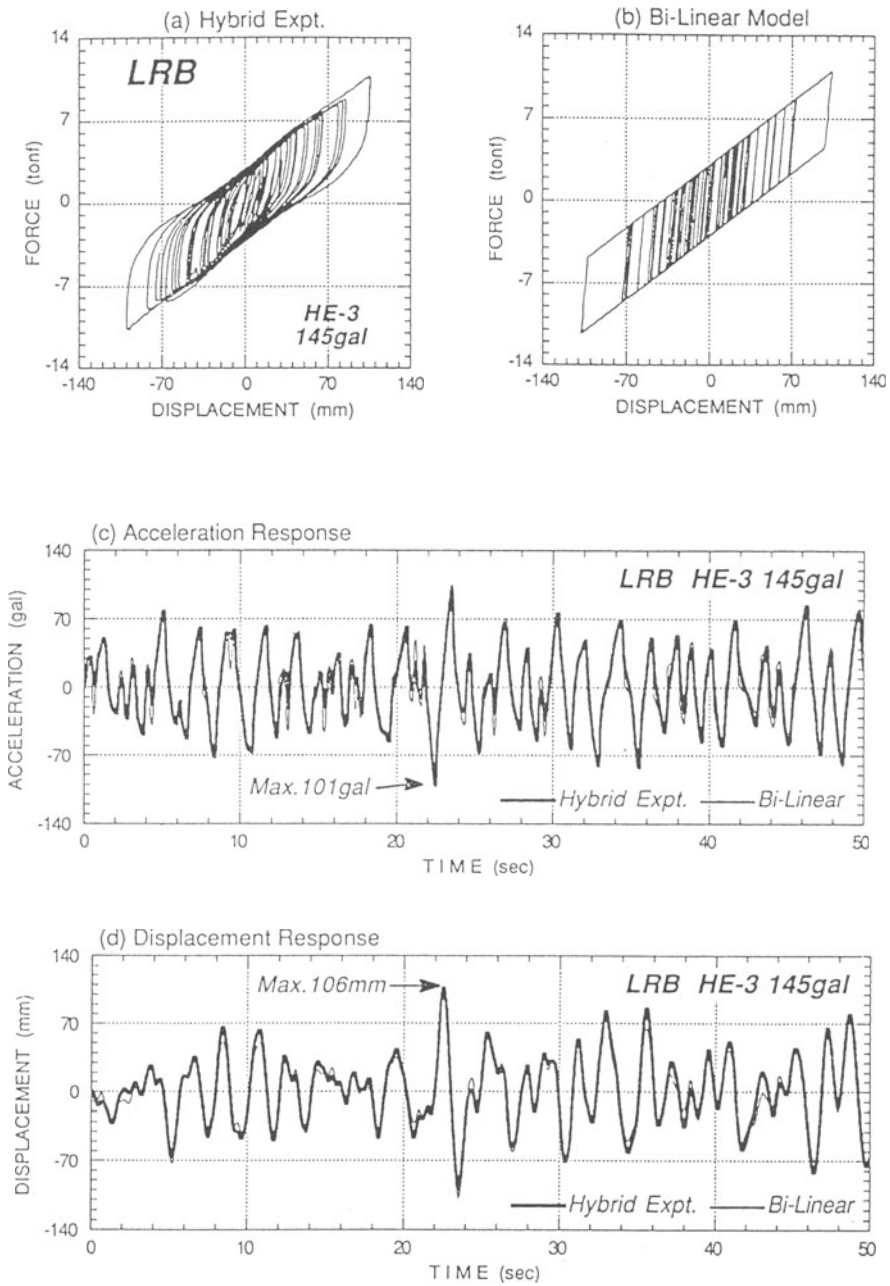 (a) Hybrid Expt.
14
7
0
-7
-14
FORCE (tonf)
LRB
HE-3
145gal
-140 -70 0 70 140
DISPLACEMENT (mm)
(b) Bi-Linear Model
14
7
0
-7
-14
FORCE (tonf)
-140 -70 0 70 140
DISPLACEMENT (mm)
(c) Acceleration Response
140
70
0
-70
-140
ACCELERATION (gal)
LRB HE-3 145gal
Max.101gal
Hybrid Expt. Bi-Linear
0 10 20 30 40 50
TIME (sec)
(d) Displacement Response
140
70
0
-70
-140
DISPLACEMENT (mm)
Max.106mm
LRB HE-3 145gal
Hybrid Expt. Bi-Linear
0 10 20 30 40 50
TIME (sec)